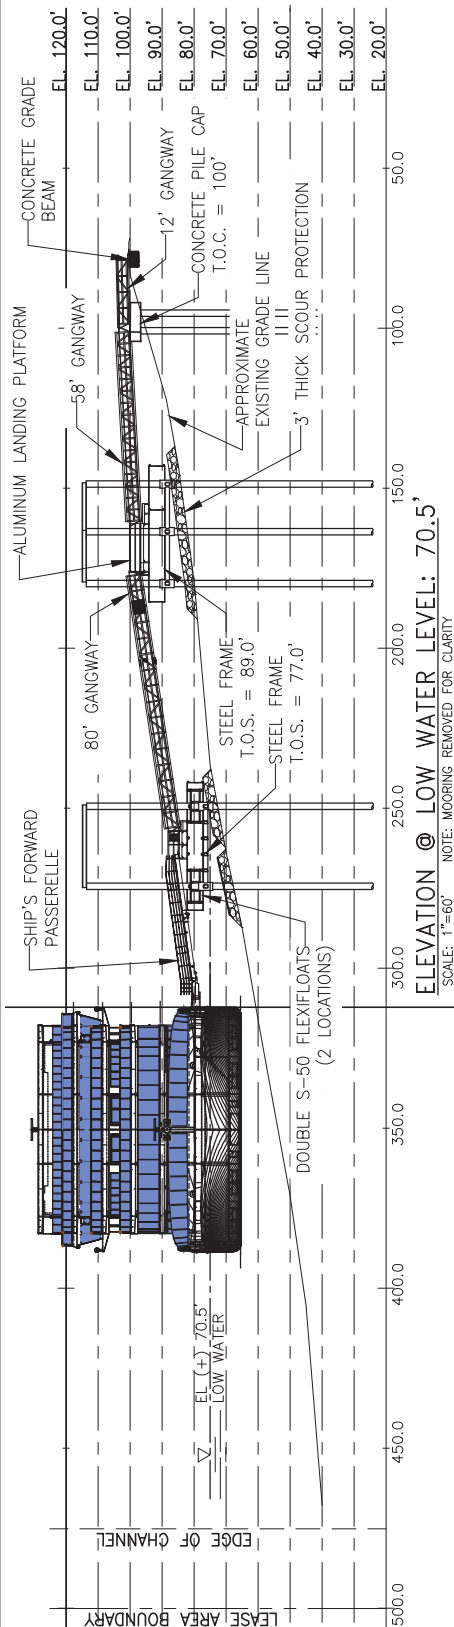 EL. 120.0'
EL. 110.0'
EL. 100.0'
EL. 90.0'
EL. 80.0'
EL. 70.0'
EL. 60.0'
EL. 50.0'
EL. 40.0'
EL. 30.0'
EL. 20.0'
LEASE AREA BOUNDARY
EDGE OF CHANNEL
EL (+) 70.5'
LOW WATER
SHIP'S FORWARD
PASSERELLE
80' GANGWAY
ALUMINUM LANDING PLATFORM
58' GANGWAY
CONCRETE GRADE
BEAM
12' GANGWAY
CONCRETE PILE CAP
T.O.C. = 100'
APPROXIMATE
EXISTING GRADE LINE
3' THICK SCOUR PROTECTION
STEEL FRAME
T.O.S. = 89.0'
STEEL FRAME
T.O.S. = 77.0'
DOUBLE S-50 FLEXIFLOATS
(2 LOCATIONS)
500.0
450.0
400.0
350.0
300.0
250.0
200.0
150.0
100.0
50.0
ELEVATION @ LOW WATER LEVEL: 70.5'
SCALE: 1"=60'
NOTE: MOORING REMOVED FOR CLARITY